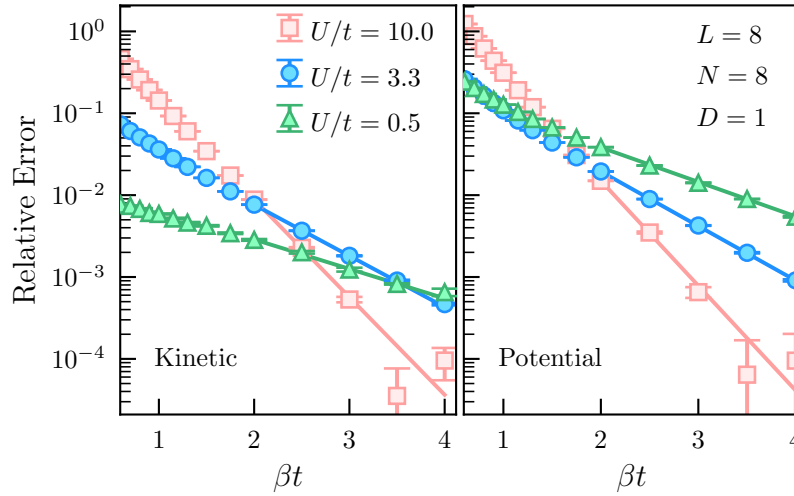 Relative Error
10^0
10^{-1}
10^{-2}
10^{-3}
10^{-4}
U/t = 10.0
U/t = 3.3
U/t = 0.5
Kinetic
1 2 3 4
βt
L = 8
N = 8
D = 1
Potential
1 2 3 4
βt